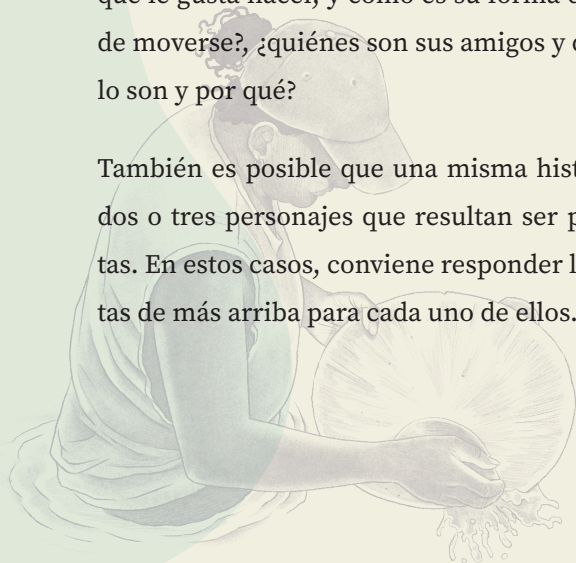 que le gusta hacer, y cómo es su forma
de moverse?, ¿quiénes son sus amigos y
lo son y por qué?
También es posible que una misma hist
dos o tres personajes que resultan ser p
tas. En estos casos, conviene responder l
tas de más arriba para cada uno de ellos.